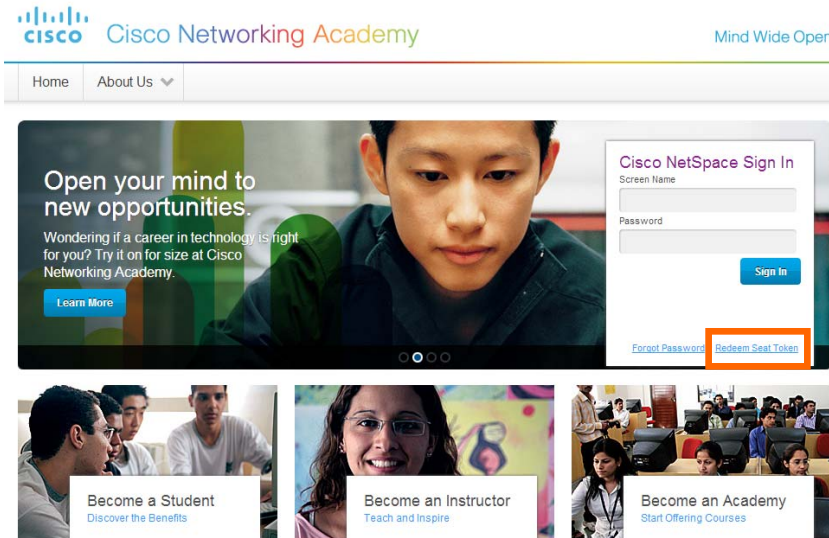 CISCO Cisco Networking Academy
Mind Wide Open
Home About Us
Open your mind to
new opportunities.
Wondering if a career in technology is right
for you? Try it on for size at Cisco
Networking Academy.
Learn More
Cisco NetSpace Sign In
Screen Name
Password
Sign In
Forgot Password Redeem Seat Token
Become a Student
Discover the Benefits
Become an Instructor
Teach and Inspire
Become an Academy
Start Offering Courses